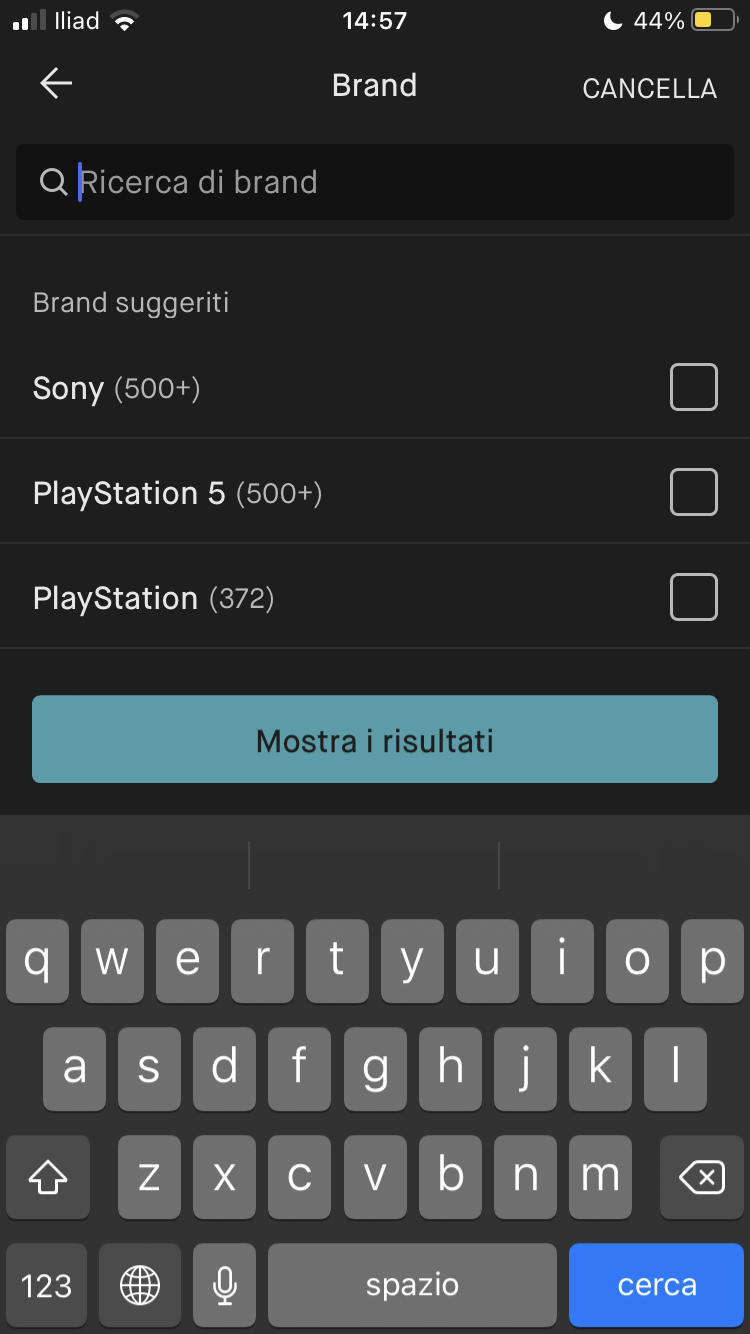 Iliad 14:57 44%
Brand CANCELLA
Ricerca di brand
Brand suggeriti
Sony (500+)
PlayStation 5 (500+)
PlayStation (372)
Mostra i risultati
q w e r t y u i o p
a s d f g h j k l
z x c v b n m
123 spazio cerca